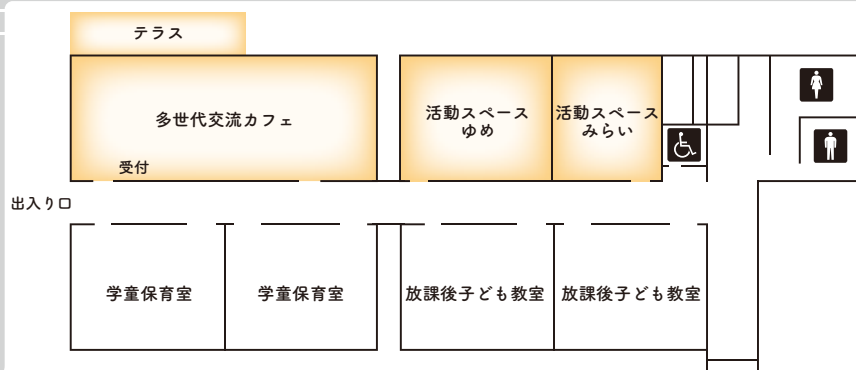 テラス
多世代交流カフェ
受付
活動スペース
ゆめ
活動スペース
みらい
出入り口
学童保育室
学童保育室
放課後子ども教室
放課後子ども教室